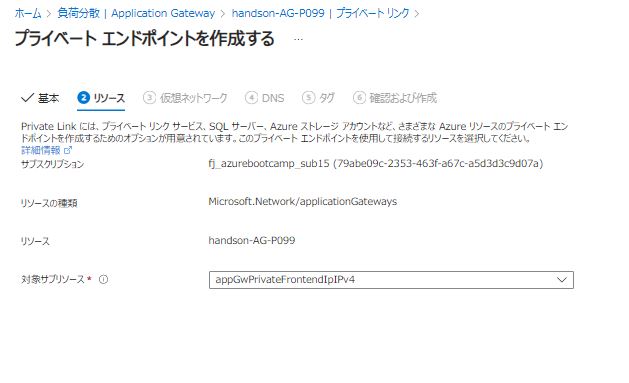 ホーム > 負荷分散 | Application Gateway > handson-AG-P099 | プライベート リンク >
プライベート エンドポイントを作成する ...
基本 2 リソース 3 仮想ネットワーク 4 DNS 5 タグ 6 確認および作成
Private Link には、プライベート リンク サービス、SQL サーバー、Azure ストレージ アカウントなど、さまざまな Azure リソースのプライベート エン
ドポイントを作成するためのオプションが用意されています。このプライベート エンドポイントを使用して接続するリソースを選択してください。
詳細情報
サブスクリプション fj_azurebootcamp_sub15 (79abe09c-2353-463f-a67c-a5d3d3c9d07a)
リソースの種類 Microsoft.Network/applicationGateways
リソース handson-AG-P099
対象サブリソース * appGwPrivateFrontendIpIPv4